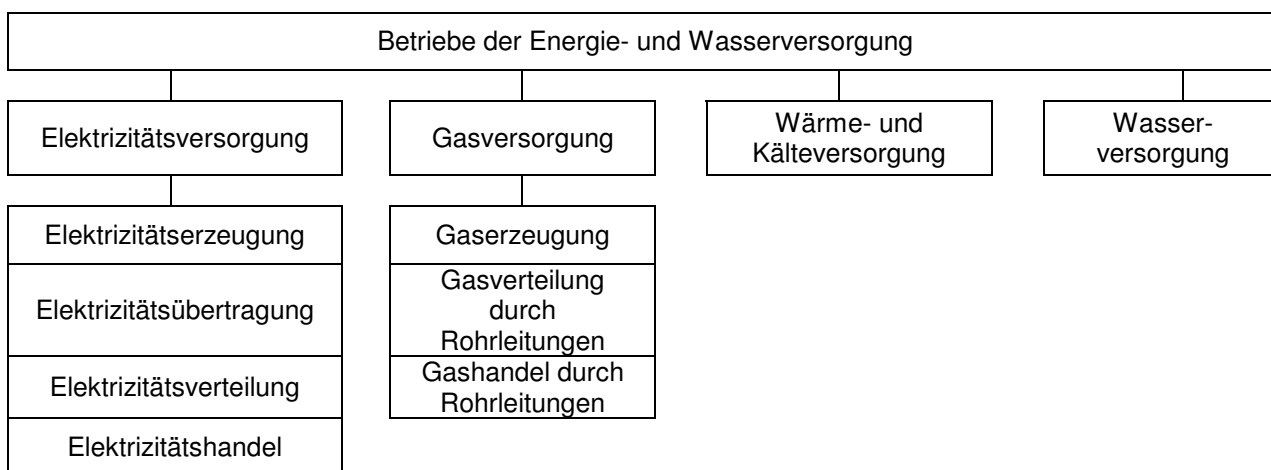 Betriebe der Energie- und Wasserversorgung
Elektrizitätsversorgung
Gasversorgung
Wärme- und
Kälteversorgung
Wasser-
versorgung
Elektrizitätserzeugung
Elektrizitätsübertragung
Elektrizitätsverteilung
Elektrizitätshandel
Gaserzeugung
Gasverteilung
durch
Rohrleitungen
Gashandel durch
Rohrleitungen